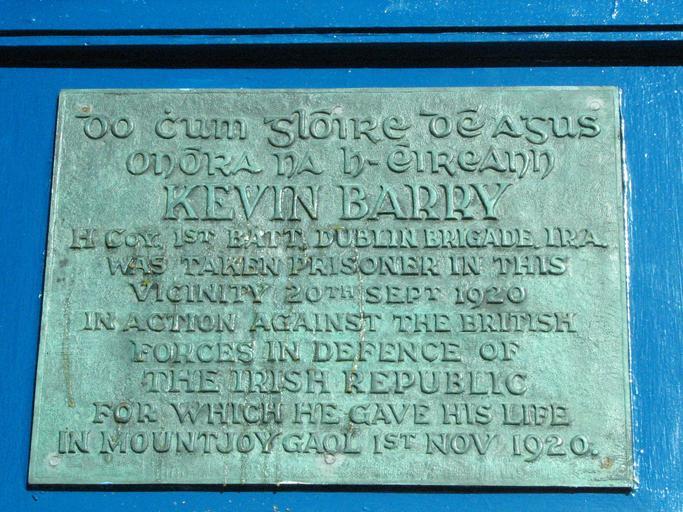 DO ĊUM GLÓIRE DÉ AGUS
ONÓRA NA H-ÉIREANN
KEVIN BARRY
H COY. 1ST BATT. DUBLIN BRIGADE, I.R.A.
WAS TAKEN PRISONER IN THIS
VICINITY 20TH SEPT 1920
IN ACTION AGAINST THE BRITISH
FORCES IN DEFENCE OF
THE IRISH REPUBLIC
FOR WHICH HE GAVE HIS LIFE
IN MOUNTJOY GAOL 1ST NOV 1920.